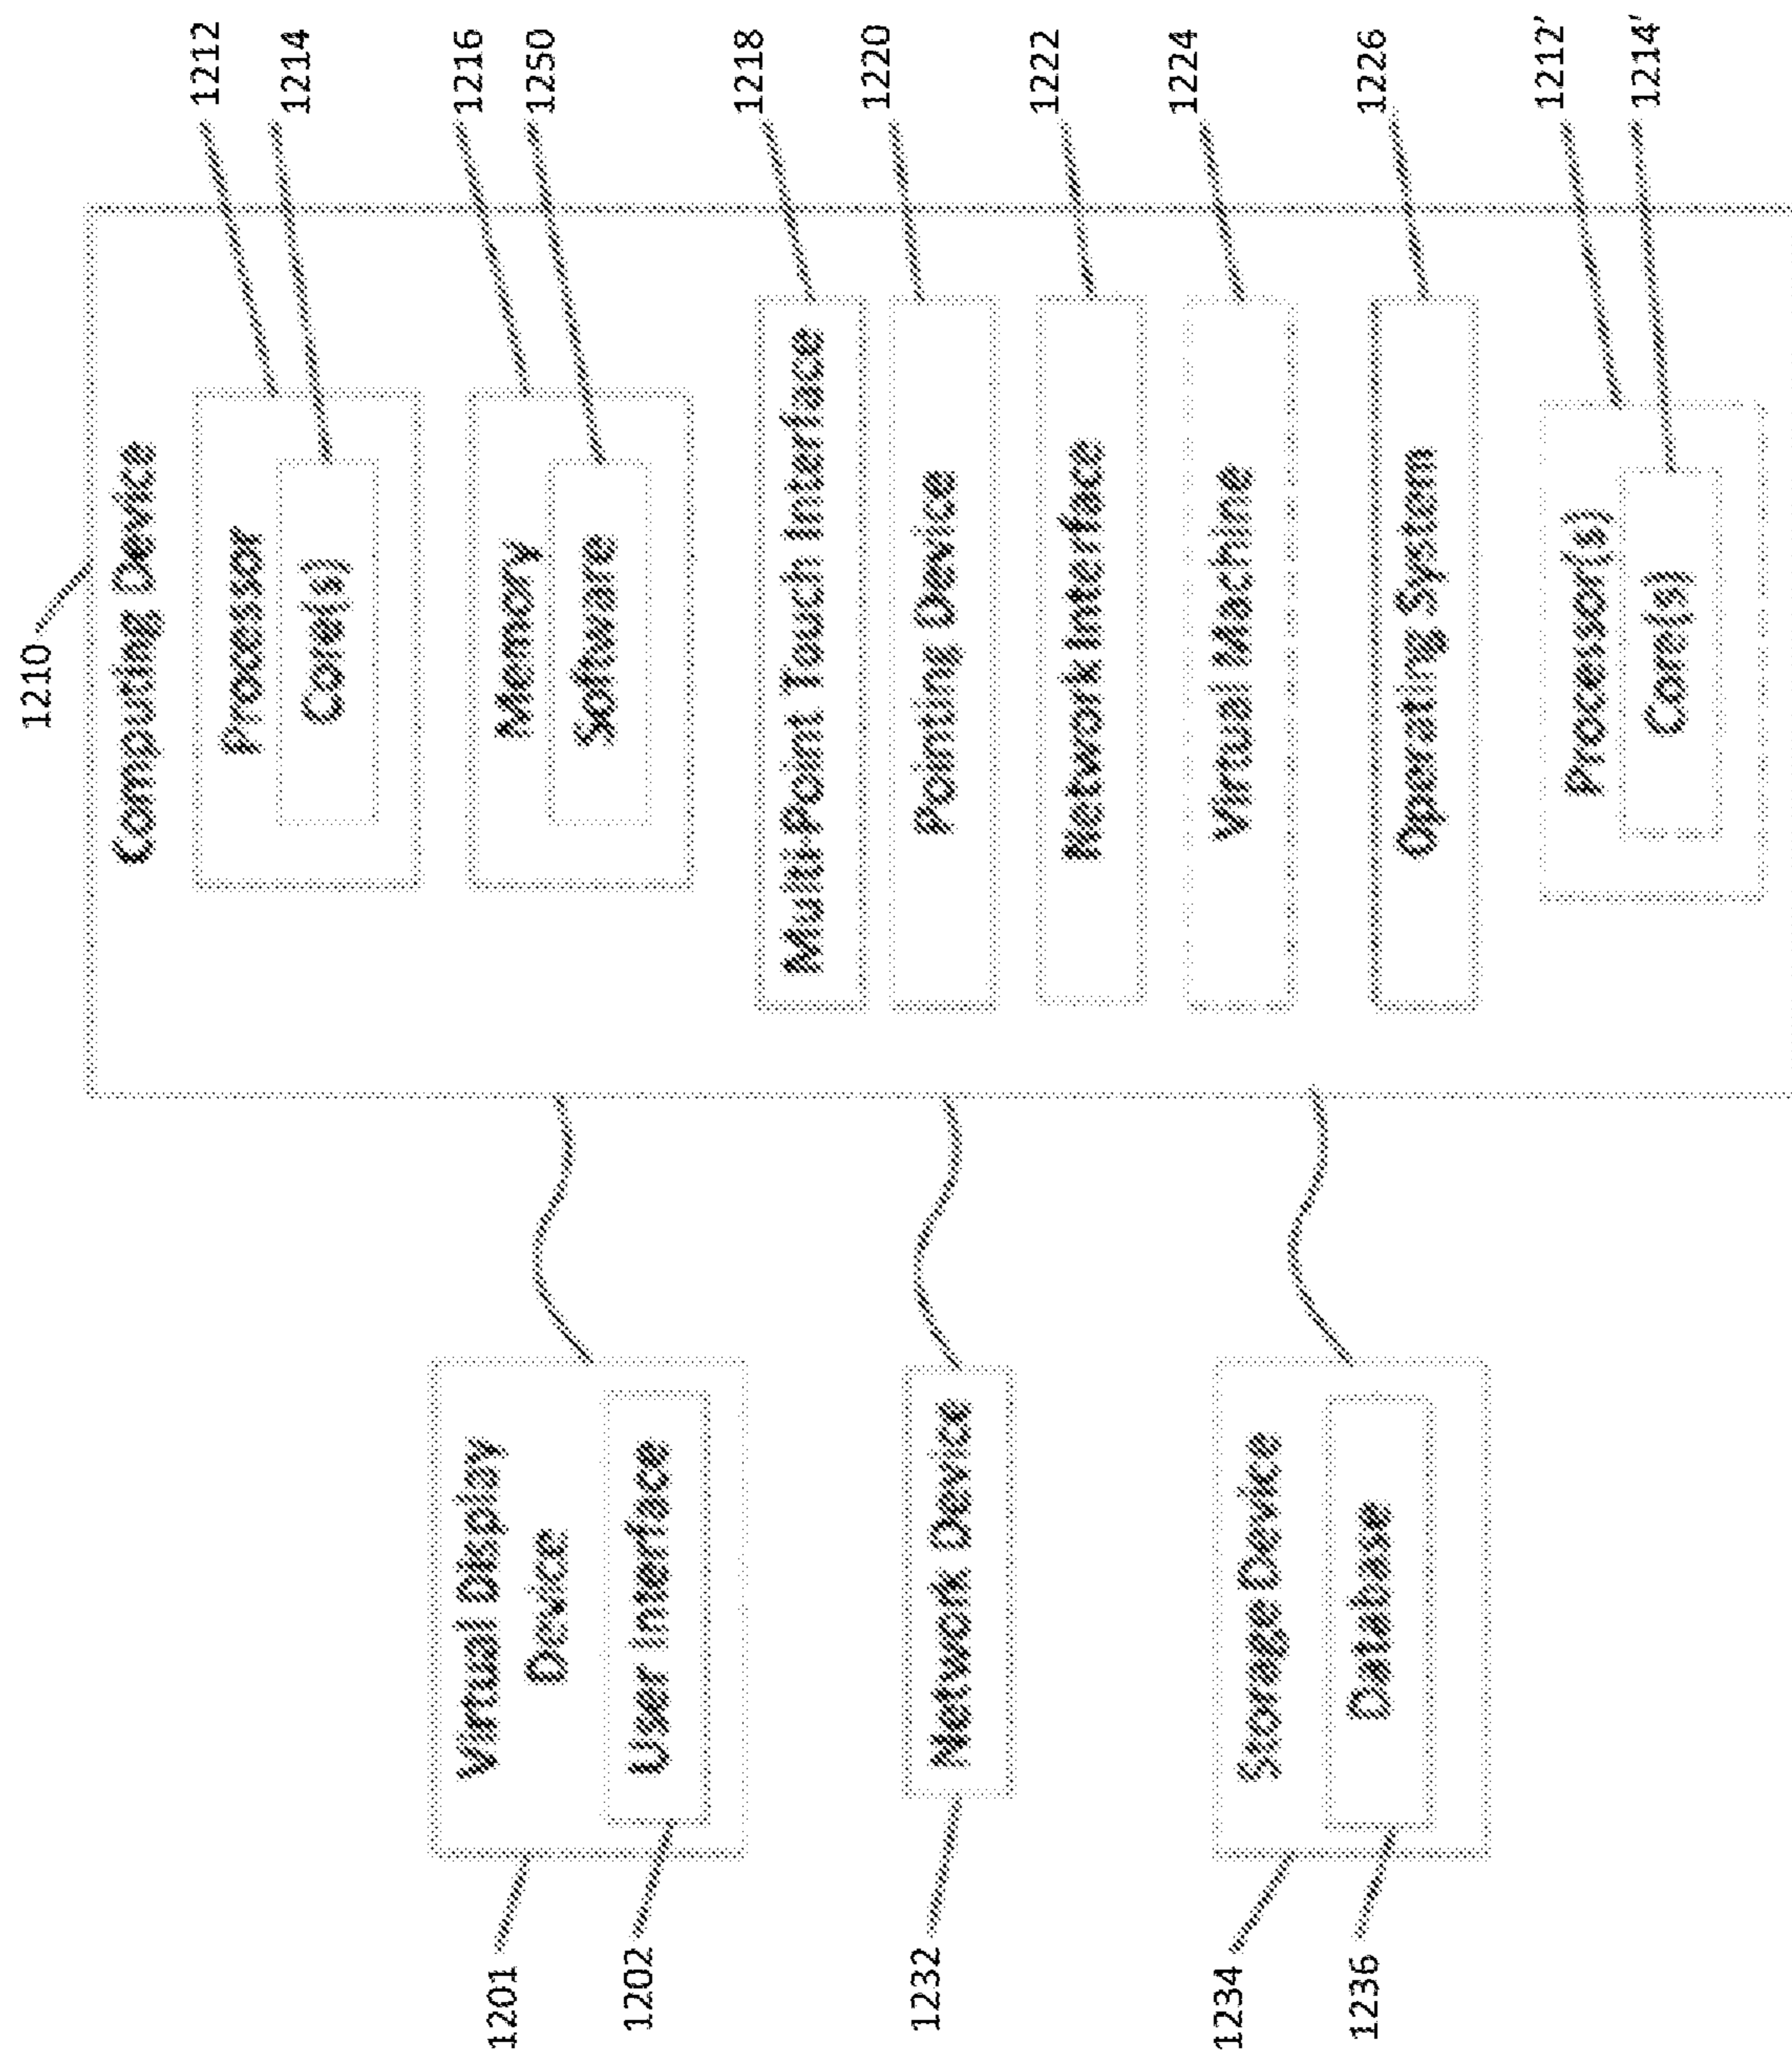 1210
Computing Device
Processor
1212
Core(s)
1214
Memory
1216
Software
1250
Multi-Point Touch Interface
1218
Pointing Device
1220
Network Interface
1222
Virtual Machine
1224
Operating System
1226
Processor(s)
1212'
Core(s)
1214'
Virtual Display
Device
1201
User Interface
1202
Network Device
1232
Storage Device
1234
Database
1236